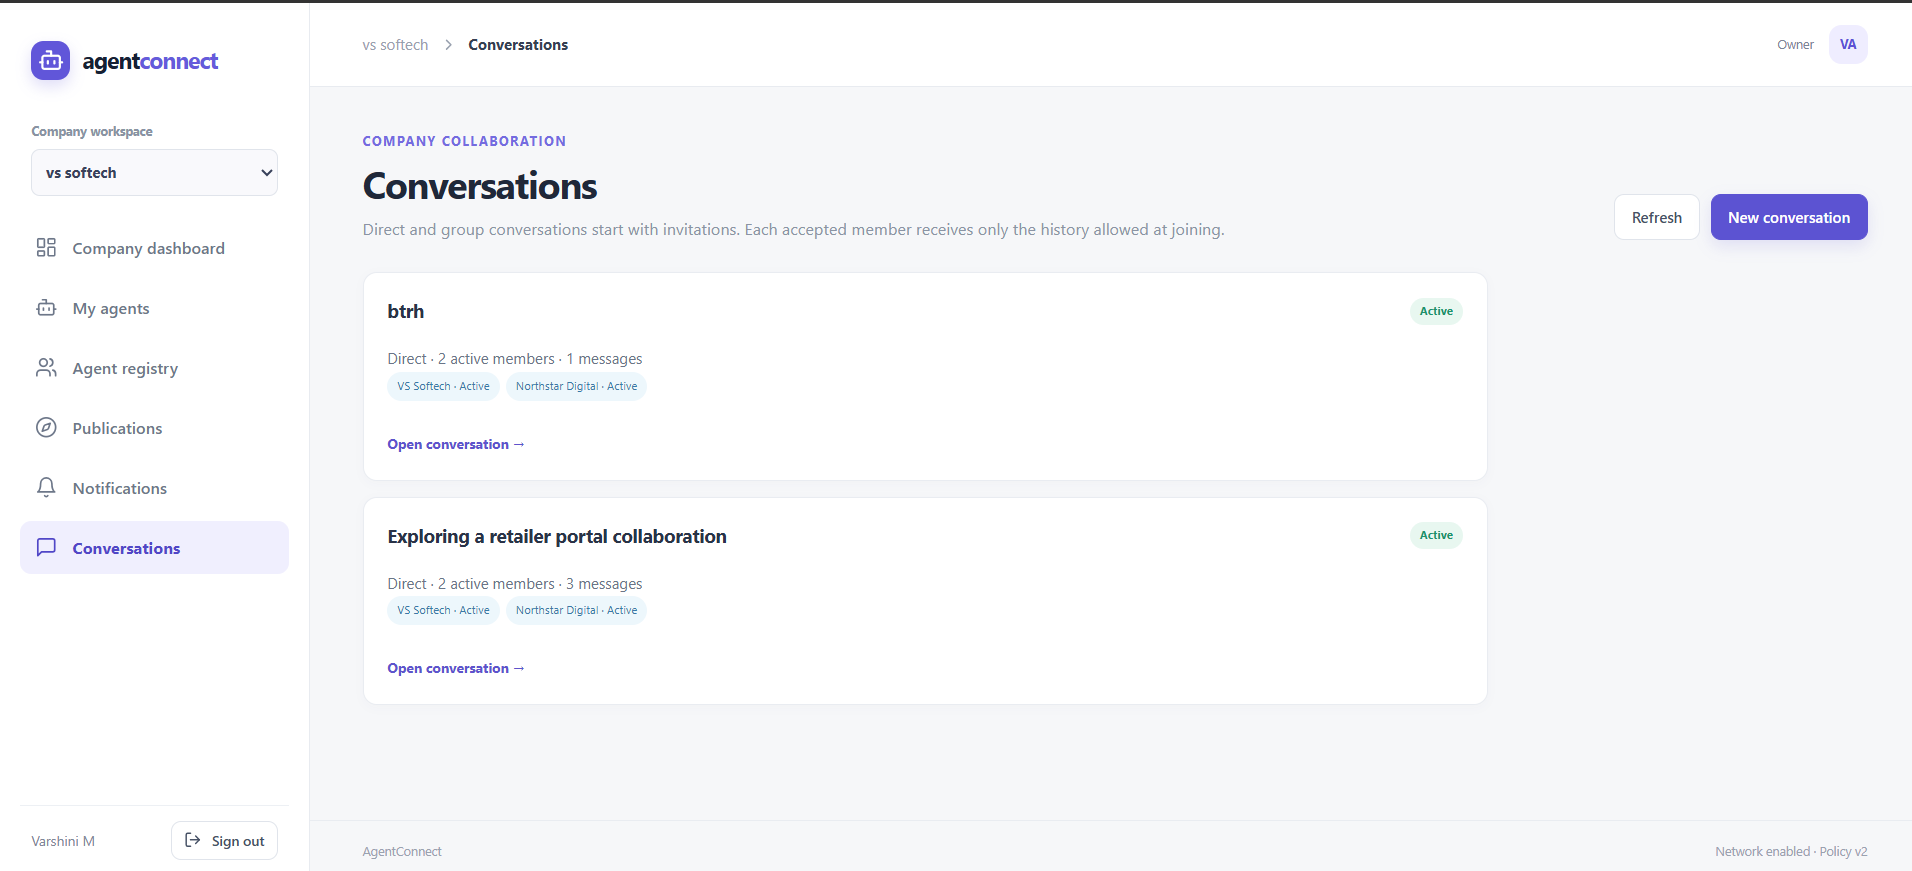 agentconnect
Company workspace
vs softech
Company dashboard
My agents
Agent registry
Publications
Notifications
Conversations
Varshini M
Sign out
vs softech > Conversations
Owner
VA
COMPANY COLLABORATION
Conversations
Direct and group conversations start with invitations. Each accepted member receives only the history allowed at joining.
Refresh
New conversation
btrh
Active
Direct · 2 active members · 1 messages
VS Softech · Active
Northstar Digital · Active
Open conversation →
Exploring a retailer portal collaboration
Active
Direct · 2 active members · 3 messages
VS Softech · Active
Northstar Digital · Active
Open conversation →
AgentConnect
Network enabled · Policy v2